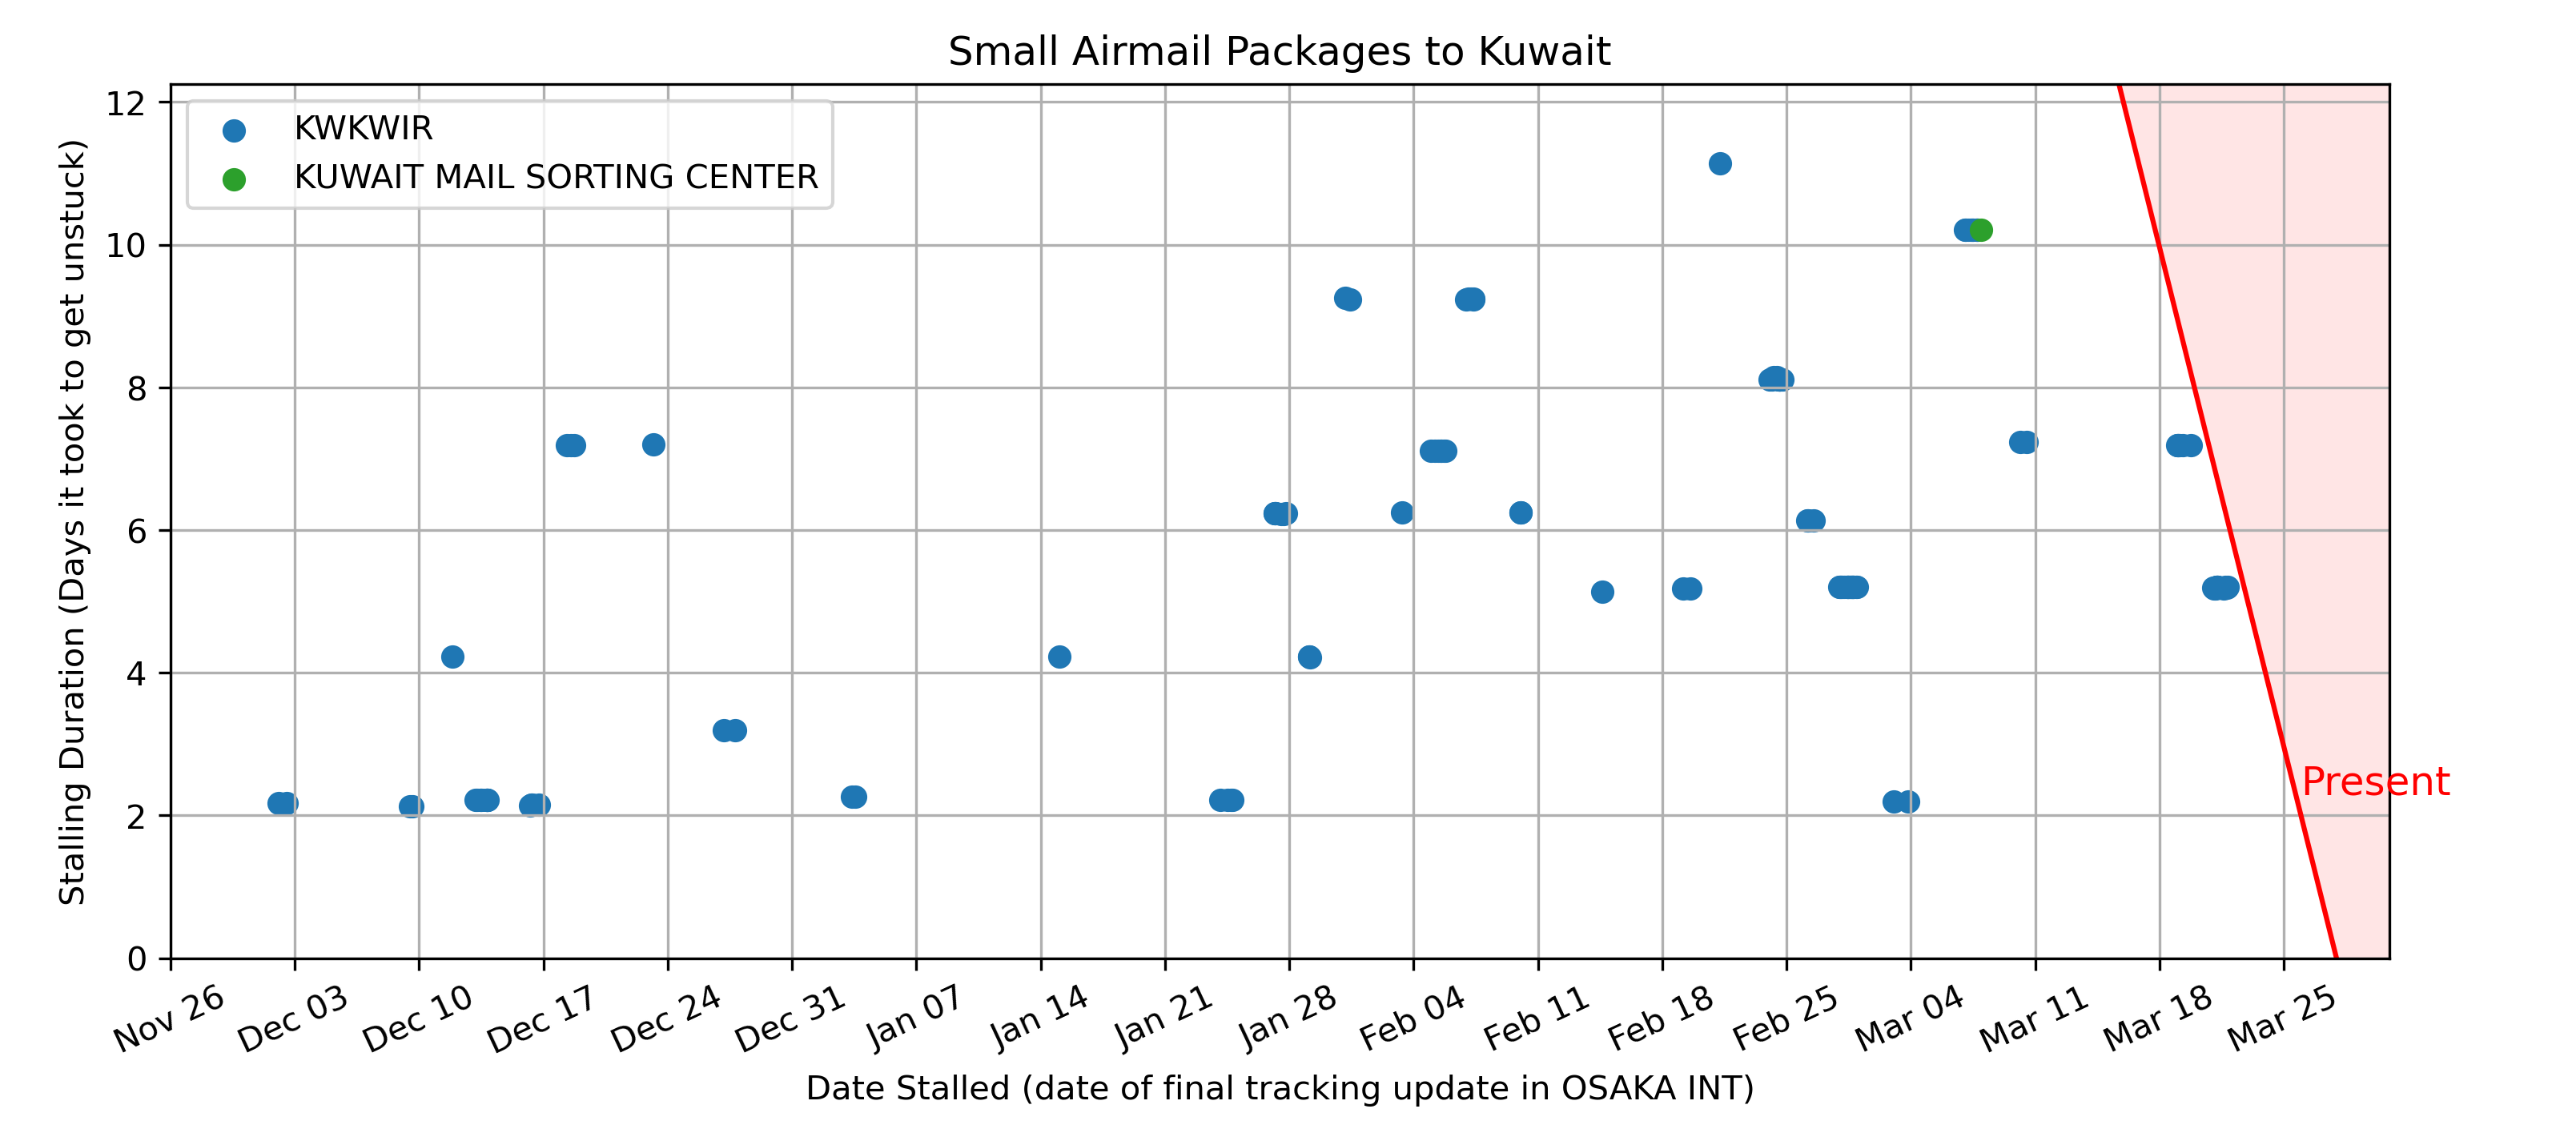 Small Airmail Packages to Kuwait
KWKWIR
KUWAIT MAIL SORTING CENTER
Stalling Duration (Days it took to get unstuck)
12
10
8
6
4
2
0
Present
Nov 26
Dec 03
Dec 10
Dec 17
Dec 24
Dec 31
Jan 07
Jan 14
Jan 21
Jan 28
Feb 04
Feb 11
Feb 18
Feb 25
Mar 04
Mar 11
Mar 18
Mar 25
Date Stalled (date of final tracking update in OSAKA INT)